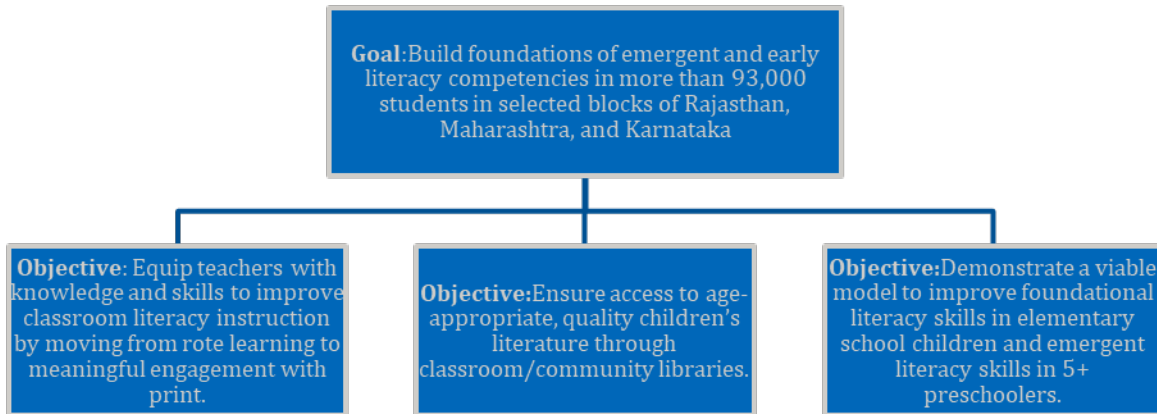 Goal:Build foundations of emergent and early
literacy competencies in more than 93,000
students in selected blocks of Rajasthan,
Maharashtra, and Karnataka
Objective: Equip teachers with
knowledge and skills to improve
classroom literacy instruction
by moving from rote learning to
meaningful engagement with
print.
Objective:Ensure access to age-
appropriate, quality children's
literature through
classroom/community libraries.
Objective:Demonstrate a viable
model to improve foundational
literacy skills in elementary
school children and emergent
literacy skills in 5+
preschoolers.